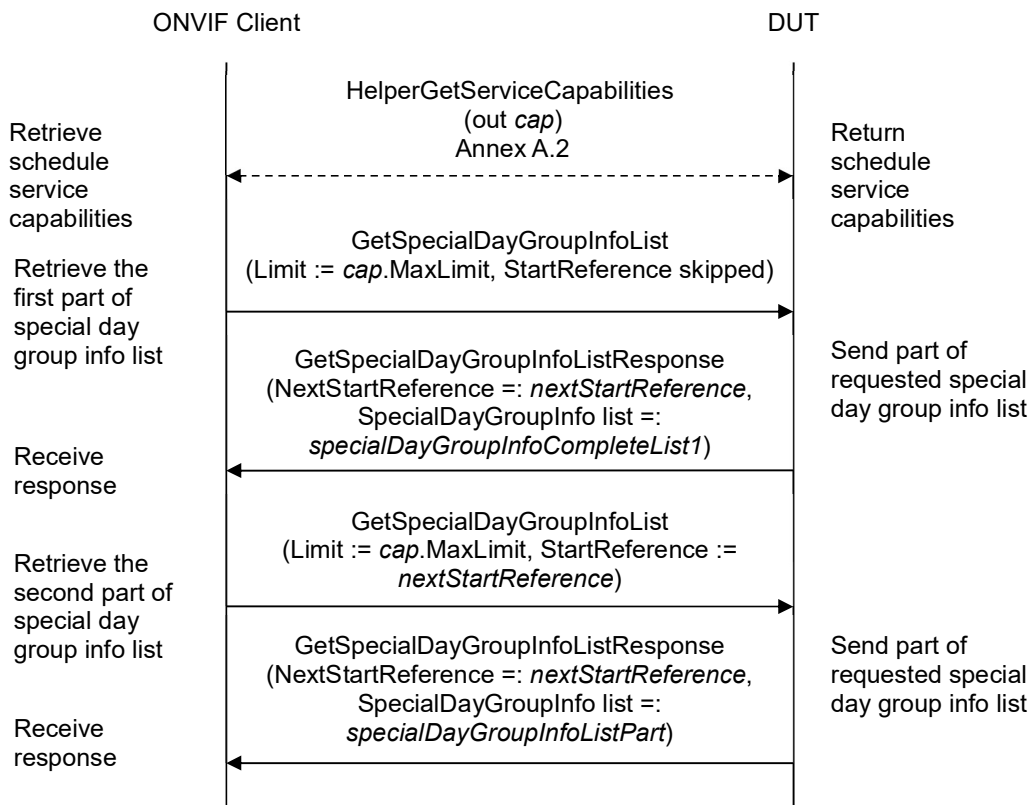 ONVIF Client
DUT
HelperGetServiceCapabilities
(out cap)
Annex A.2
Retrieve
schedule
service
capabilities
Return
schedule
service
capabilities
GetSpecialDayGroupInfoList
(Limit := cap.MaxLimit, StartReference skipped)
Retrieve the
first part of
special day
group info list
GetSpecialDayGroupInfoListResponse
(NextStartReference =: nextStartReference,
SpecialDayGroupInfo list =:
specialDayGroupInfoCompleteList1)
Send part of
requested special
day group info list
Receive
response
GetSpecialDayGroupInfoList
(Limit := cap.MaxLimit, StartReference :=
nextStartReference)
Retrieve the
second part of
special day
group info list
GetSpecialDayGroupInfoListResponse
(NextStartReference =: nextStartReference,
SpecialDayGroupInfo list =:
specialDayGroupInfoListPart)
Send part of
requested special
day group info list
Receive
response